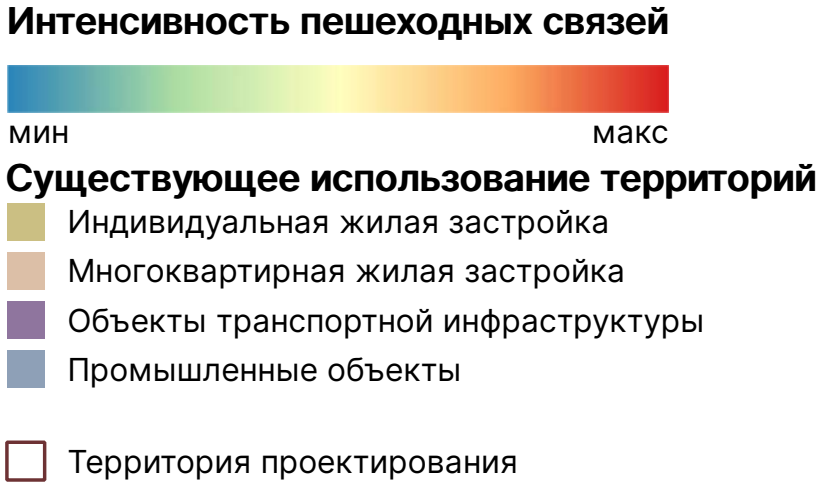 Интенсивность пешеходных связей
мин макс
Существующее использование территорий
Индивидуальная жилая застройка
Многоквартирная жилая застройка
Объекты транспортной инфраструктуры
Промышленные объекты
Территория проектирования